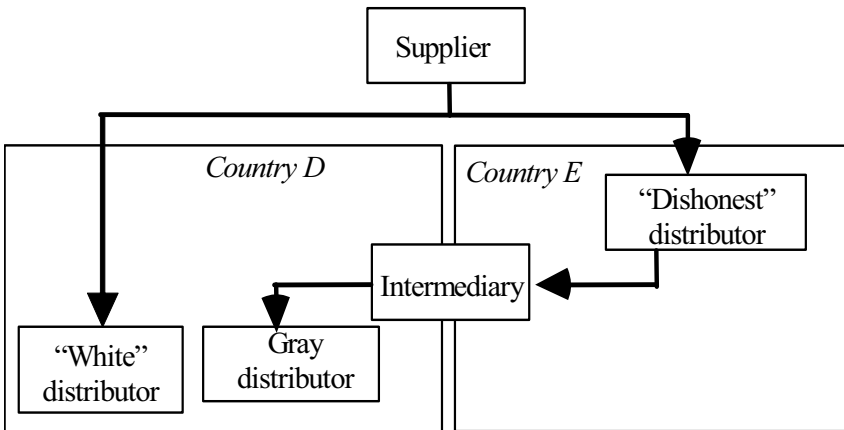 Supplier
Country D
Country E
“Dishonest”
distributor
Intermediary
“White”
distributor
Gray
distributor